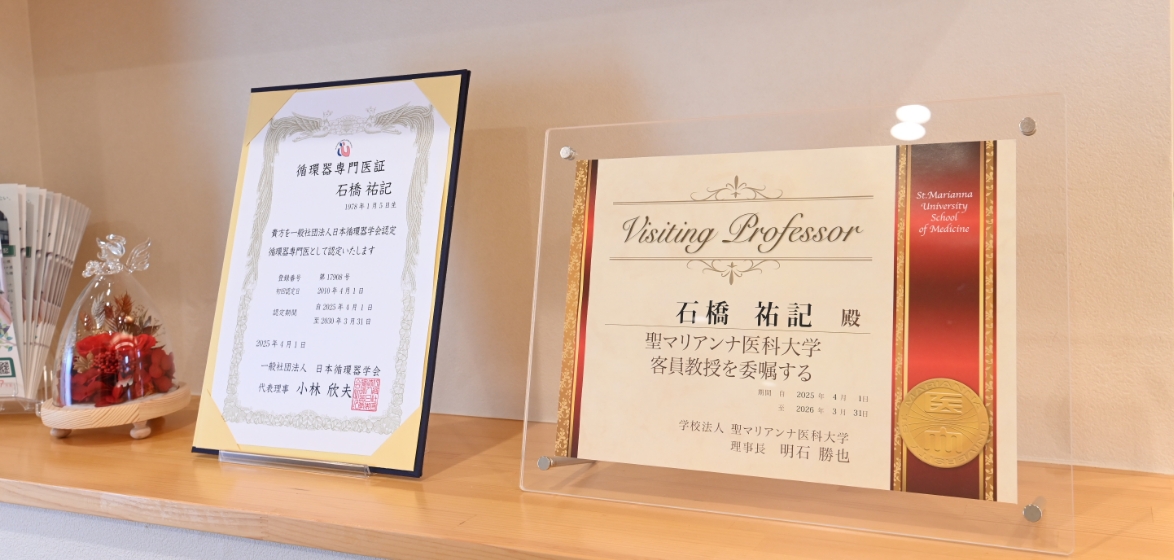 循環器専門医証
石橋 祐記
1978年1月5日生
貴方を一般社団法人日本循環器学会認定
循環器専門医として認定いたします
登録番号 第17908号
初回認定日 2010年4月1日
認定期間 自2025年4月1日
至2030年3月31日
2025年4月1日
一般社団法人 日本循環器学会
代表理事 小林 欣夫
Visiting Professor
石橋 祐記 殿
聖マリアンナ医科大学
客員教授を委嘱する
期間 自 2025年 4月 1日
至 2026年 3月 31日
学校法人 聖マリアンナ医科大学
理事長 明石 勝也
St.Marianna
University
School
of Medicine
医